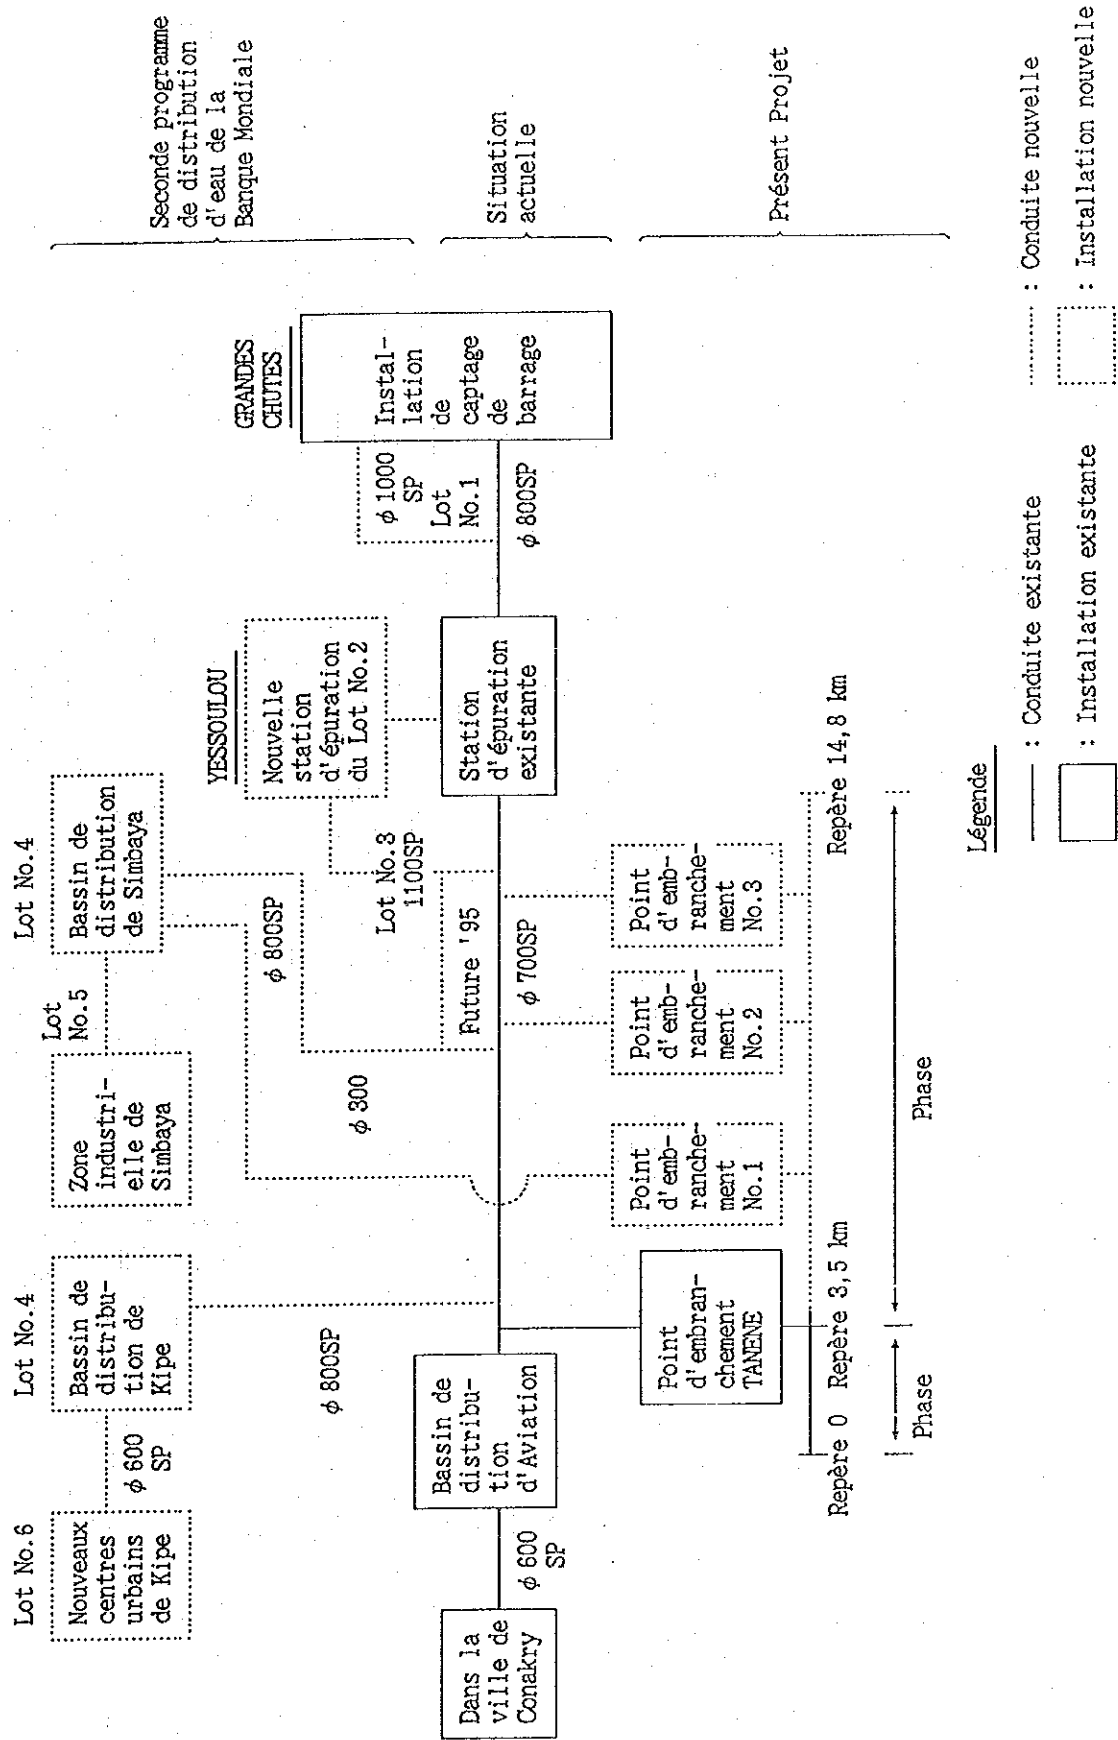 Lot No.6
Lot No.4
Lot No.4
Nouveaux
centres
urbains
de Kipe
φ 600
SP
Bassin de
distribu-
tion de
Kipe
Zone
industri-
elle de
Simbaya
Lot
No.5
Bassin de
distribution
de Simbaya
Seconde programme
de distribution
d'eau de la
Banque Mondiale
YESSOULOU
GRANDES
CHUTES
Nouvelle
station
d'épuration
du Lot No.2
φ 800SP
φ 300
φ 800SP
Lot No.3
1100SP
φ 1000
SP
Lot
No.1
Instal-
lation
de
captage
de
barrage
Future '95
Situation
actuelle
Dans la
ville de
Conakry
φ 600
SP
Bassin de
distribu-
tion
d'Aviation
φ 700SP
Station
d'épuration
existante
φ 800SP
Point
d'embran-
chement
TANENE
Point
d'emb-
ranche-
ment
No.1
Point
d'emb-
ranche-
ment
No.2
Point
d'emb-
ranche-
ment
No.3
Présent Projet
Repère 0
Repère 3,5 km
Repère 14,8 km
Phase
Phase
Légende
: Conduite existante
: Conduite nouvelle
: Installation existante
: Installation nouvelle